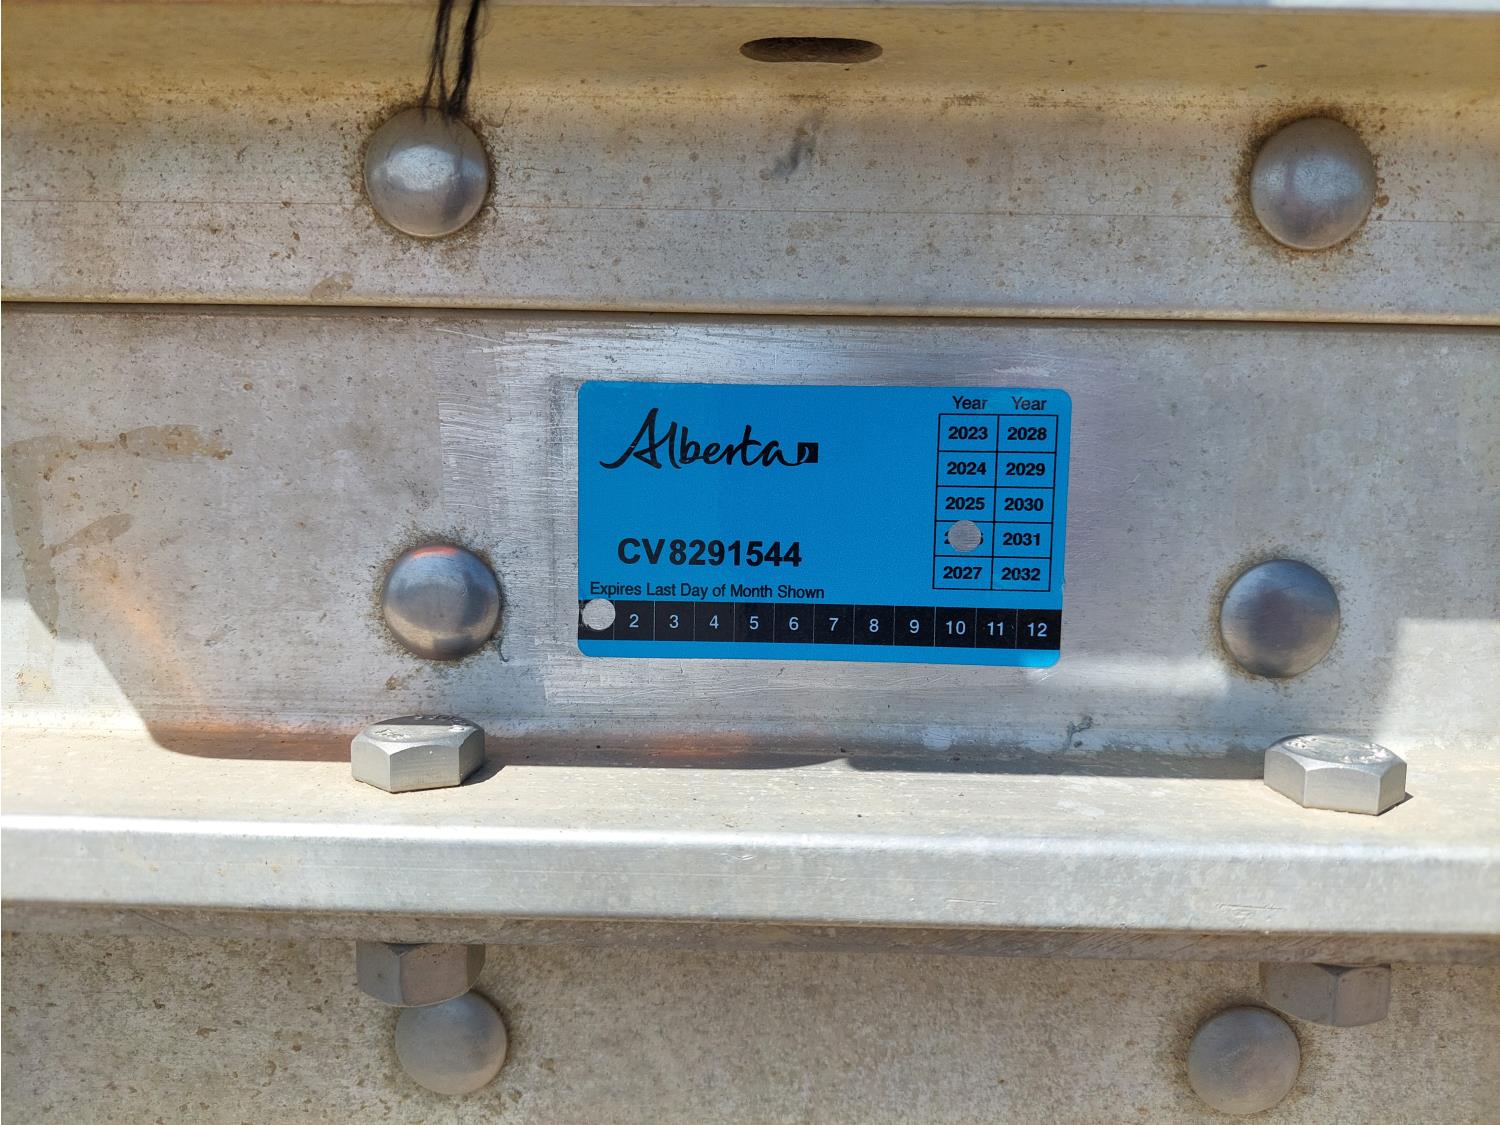 Alberta
Year Year
2023 2028
2024 2029
2025 2030
2031
2027 2032
CV8291544
Expires Last Day of Month Shown
2 3 4 5 6 7 8 9 10 11 12